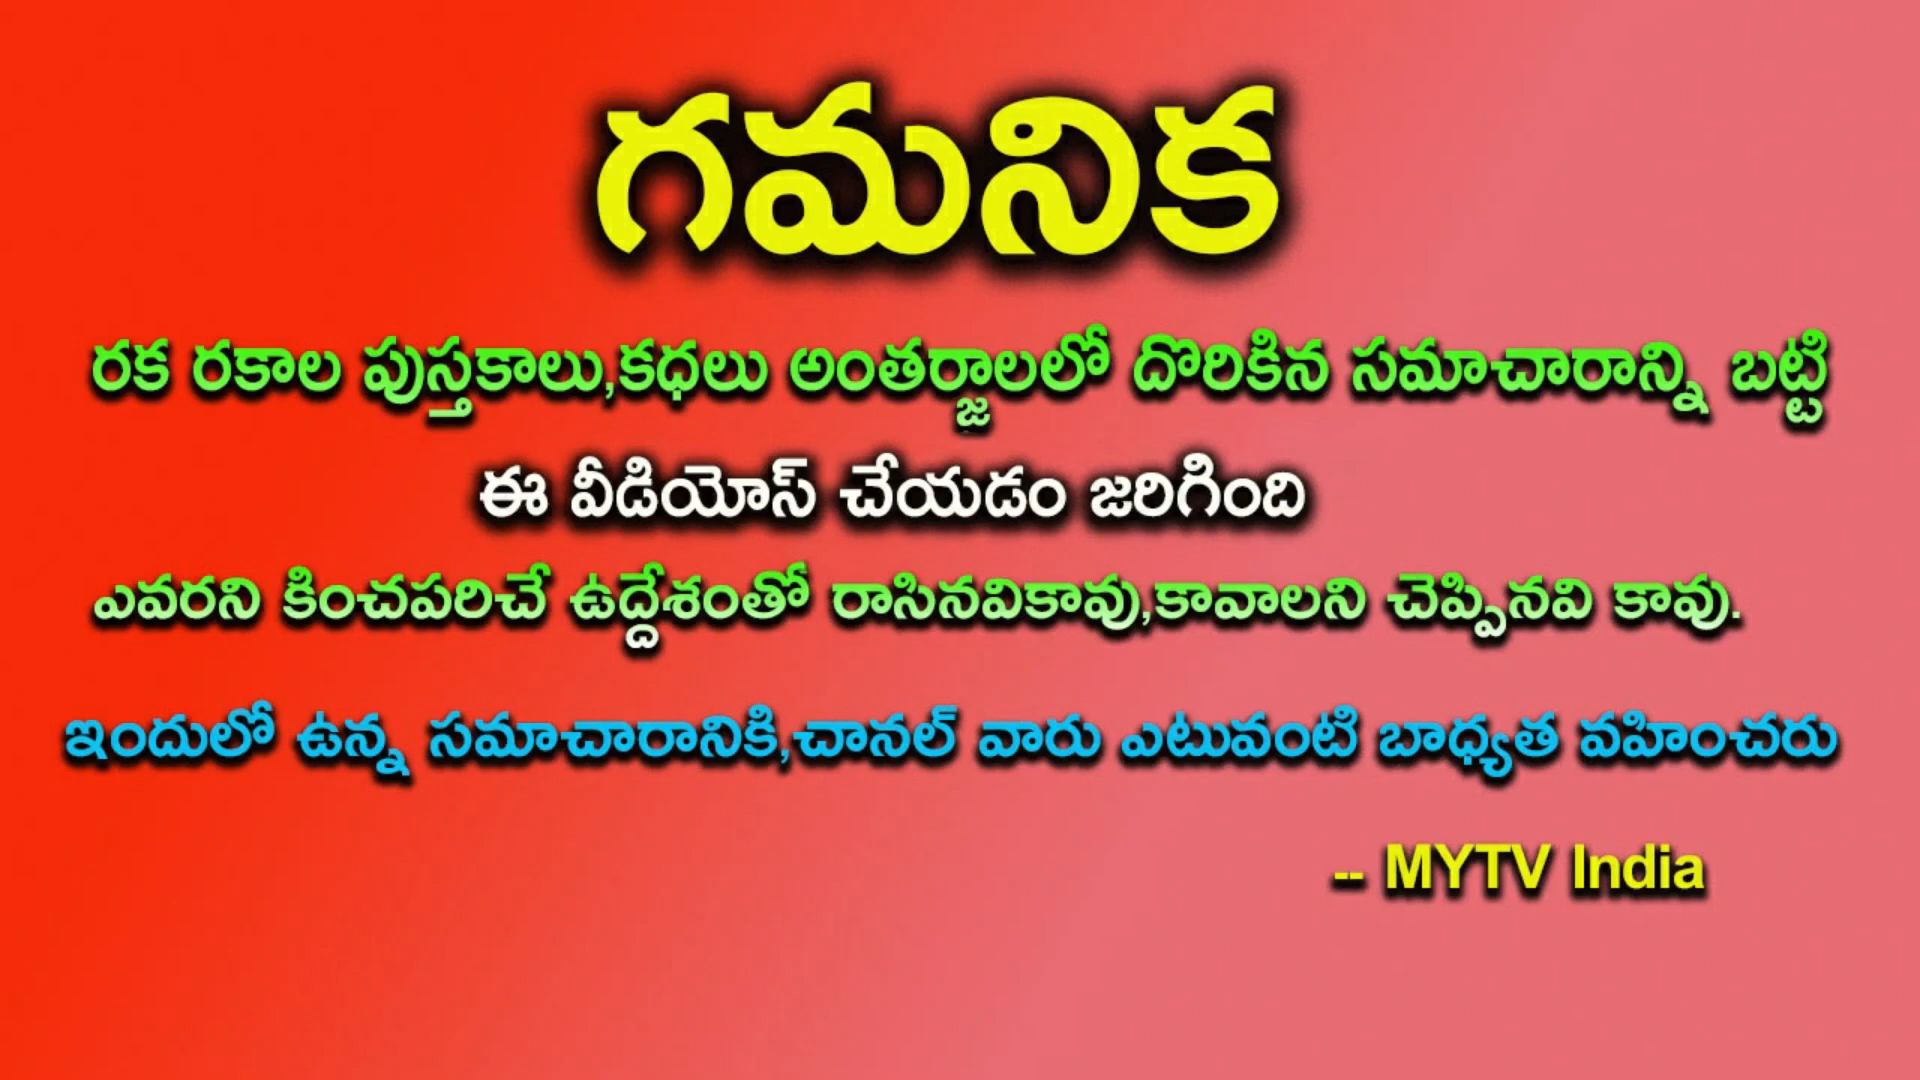 గమనిక
రక రకాల పుస్తకాలు,కధలు అంతర్జాలలో దొరికిన సమాచారాన్ని బట్టి
ఈ వీడియోస్ చేయడం జరిగింది
ఎవరని కించపరిచే ఉద్దేశంతో రాసినవికావు,కావాలని చెప్పినవి కావు.
ఇందులో ఉన్న సమాచారానికి,చానల్ వారు ఎటువంటి బాధ్యత వహించరు
-- MYTV India